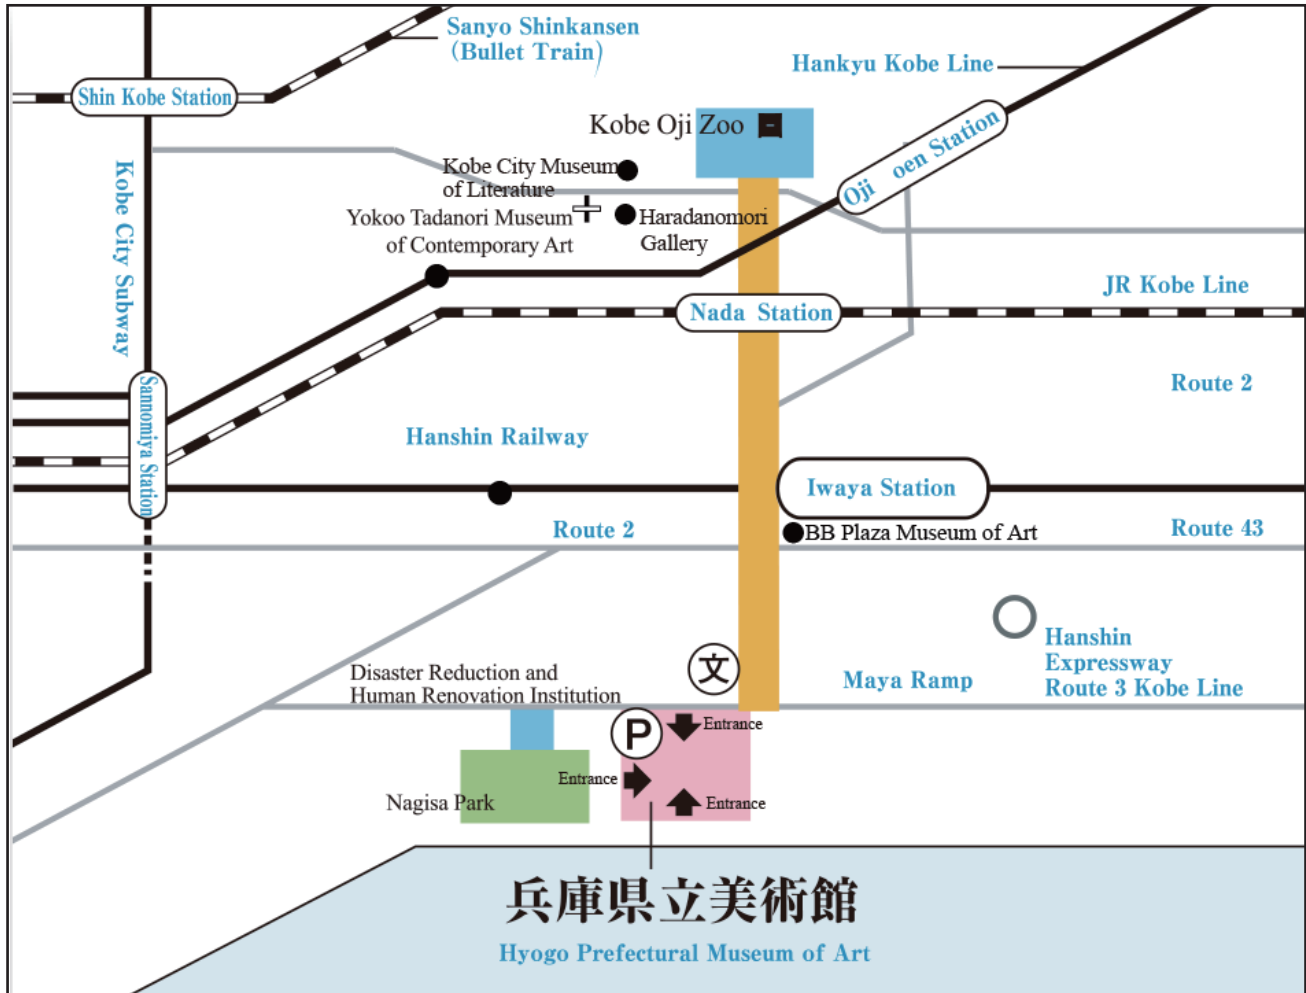 Sanyo Shinkansen
(Bullet Train)
Hankyu Kobe Line
Shin Kobe Station
Kobe Oji Zoo
Oji oen Station
Kobe City Museum
of Literature
Kobe City Subway
Yokoo Tadanori Museum
of Contemporary Art
Haradanomori
Gallery
JR Kobe Line
Nada Station
Route 2
Sannomiya Station
Hanshin Railway
Iwaya Station
Route 2
BB Plaza Museum of Art
Route 43
Hanshin
Expressway
Route 3 Kobe Line
文
Disaster Reduction and
Human Renovation Institution
Maya Ramp
P
Entrance
Entrance
Entrance
Nagisa Park
兵庫県立美術館
Hyogo Prefectural Museum of Art